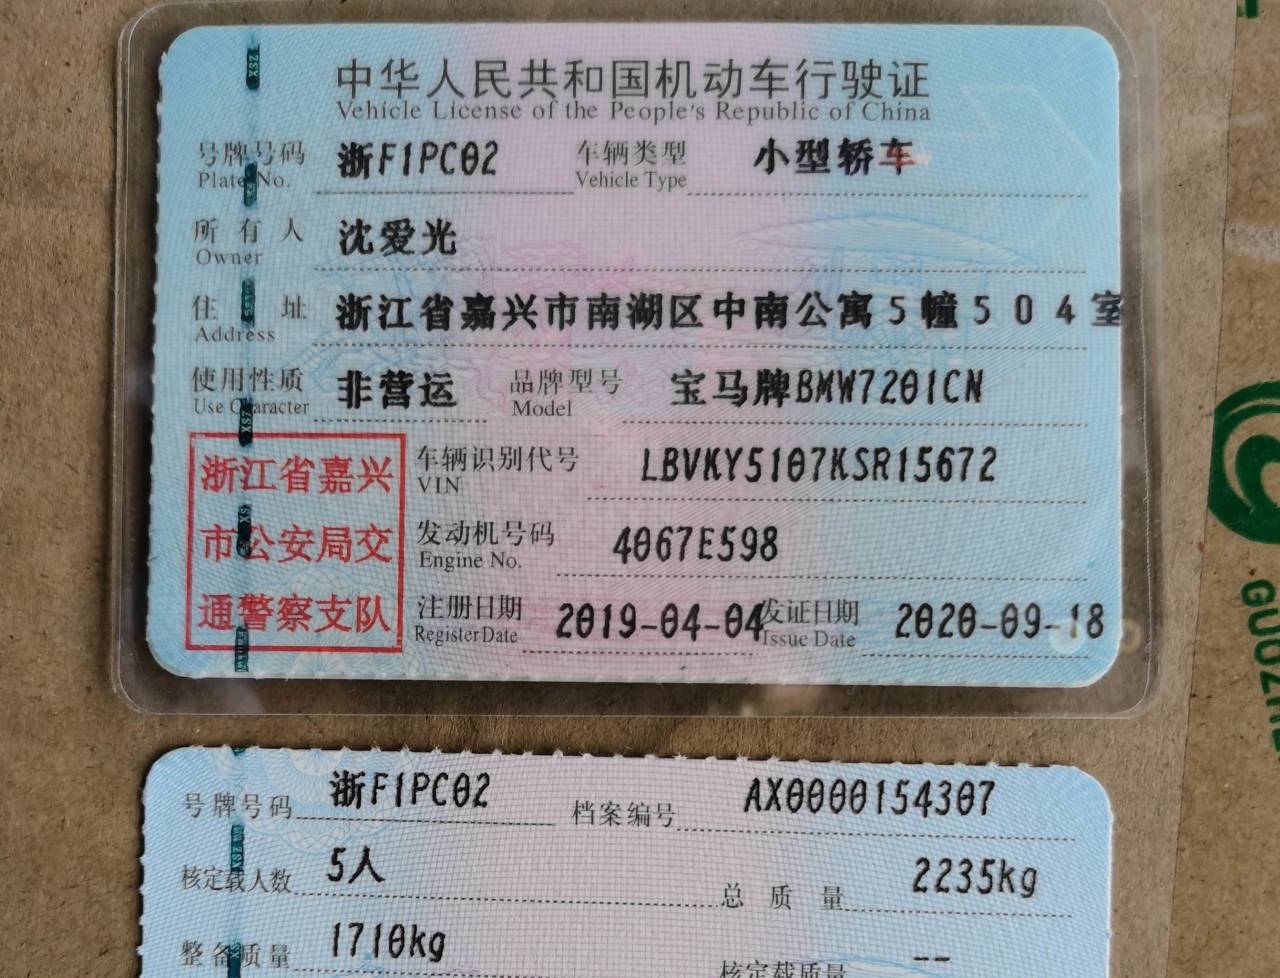 中华人民共和国机动车行驶证
Vehicle License of the People's Republic of China
号牌号码 浙F1PC02 车辆类型 小型轿车
Plate No. Vehicle Type
所有人 沈爱光
Owner
住址 浙江省嘉兴市南湖区中南公寓5幢504室
Address
使用性质 非营运 品牌型号 宝马牌BMW7201CN
Use Character Model
浙江省嘉兴 车辆识别代号 LBVKY5107KSR15672
VIN
市公安局交 发动机号码 4067E598
Engine No.
通警察支队 注册日期 2019-04-04 发证日期 2020-09-18
Register Date Issue Date
号牌号码 浙F1PC02 档案编号 AX0000154307
核定载人数 5人 总质量 2235kg
整备质量 1710kg 核定载质量 --